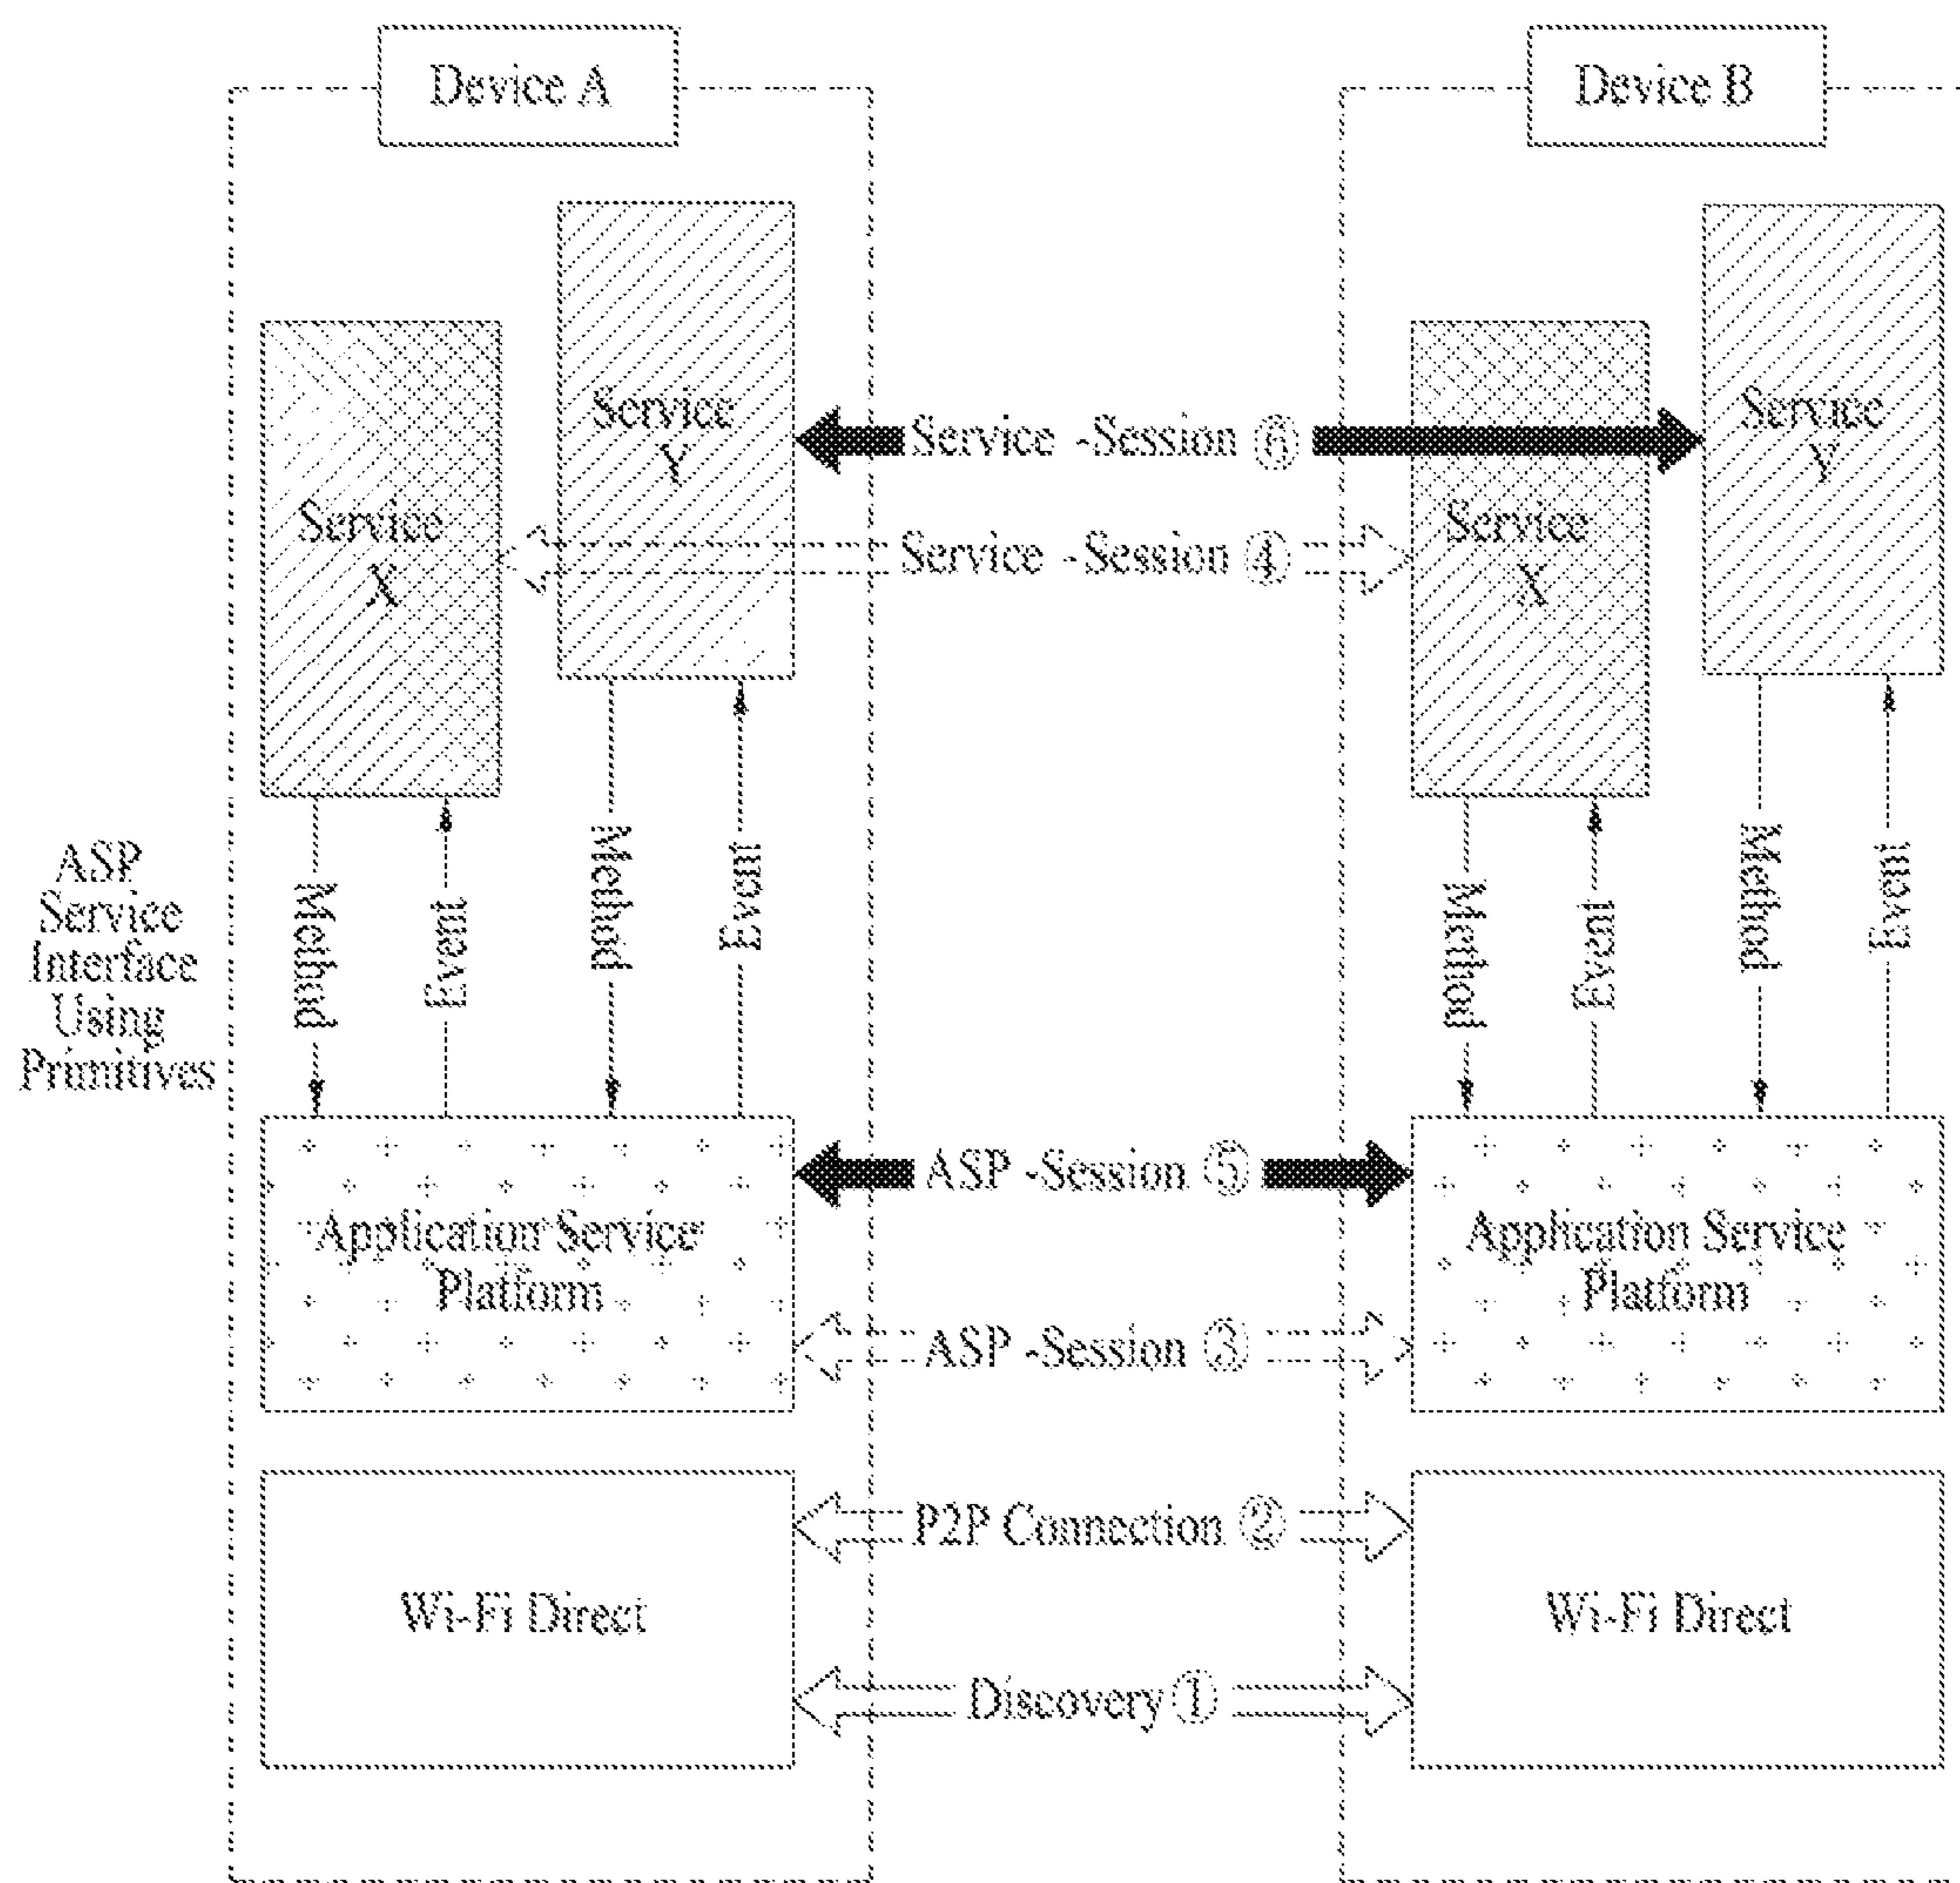 Device A
Device B
Service
Y
Service
Y
Service -Session ⑥
Service
X
Service
X
Service -Session ④
ASP
Service
Interface
Using
Primitives
Method
Event
Method
Event
Method
Event
Method
Event
ASP -Session ⑤
Application Service
Platform
Application Service
Platform
ASP -Session ③
P2P Connection ②
Wi-Fi Direct
Wi-Fi Direct
Discovery ①